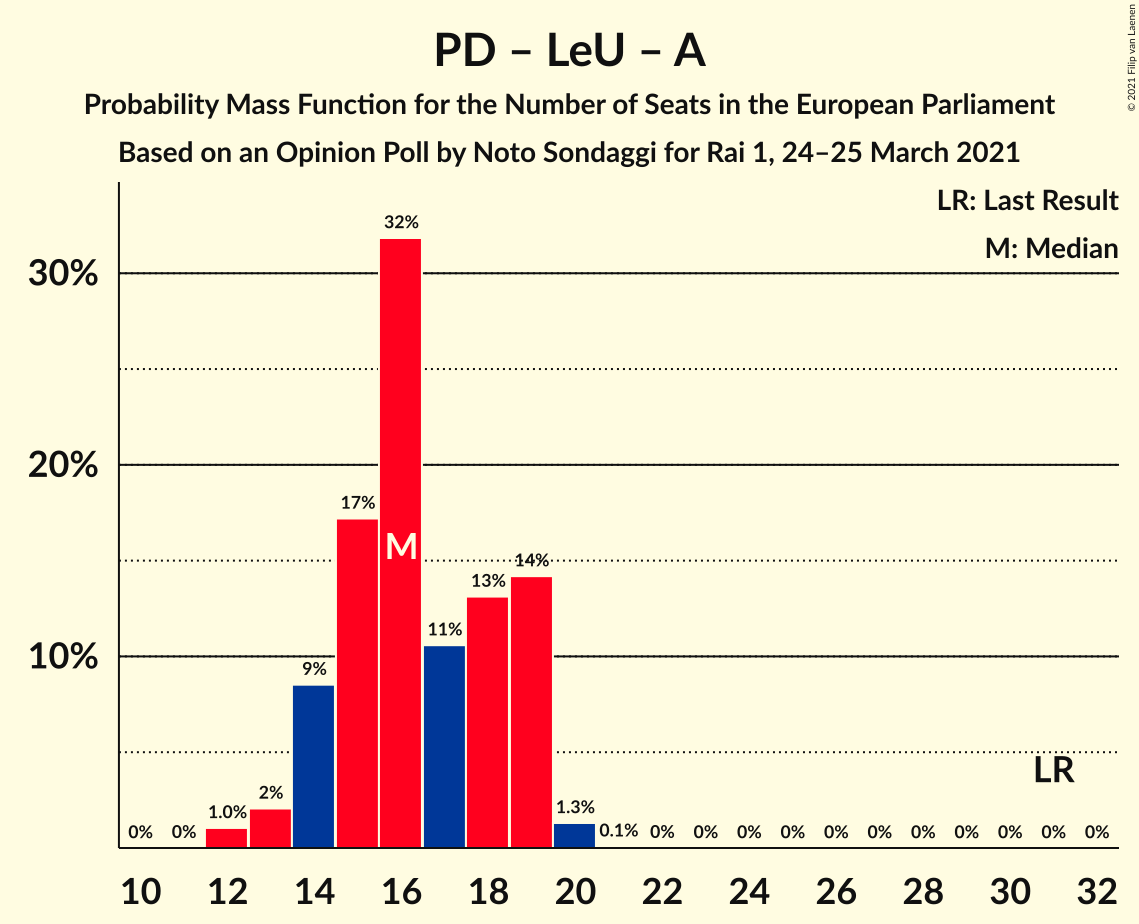 PD – LeU – A
Probability Mass Function for the Number of Seats in the European Parliament
Based on an Opinion Poll by Noto Sondaggi for Rai 1, 24–25 March 2021
© 2021 Filip van Laenen
LR: Last Result
M: Median
30%
20%
10%
0%
0%
1.0%
2%
9%
17%
32%
M
11%
13%
14%
1.3%
0.1%
0%
0%
0%
0%
0%
0%
0%
0%
0%
0%
0%
LR
10 12 14 16 18 20 22 24 26 28 30 32